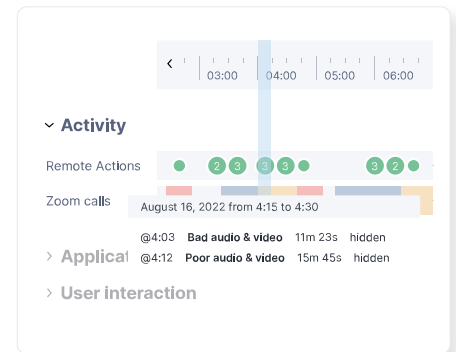 03:00 04:00 05:00 06:00
Activity
Remote Actions 2 3 3 3 3 2
Zoom calls
August 16, 2022 from 4:15 to 4:30
@4:03 Bad audio & video 11m 23s hidden
Applicat @4:12 Poor audio & video 15m 45s hidden
User interaction